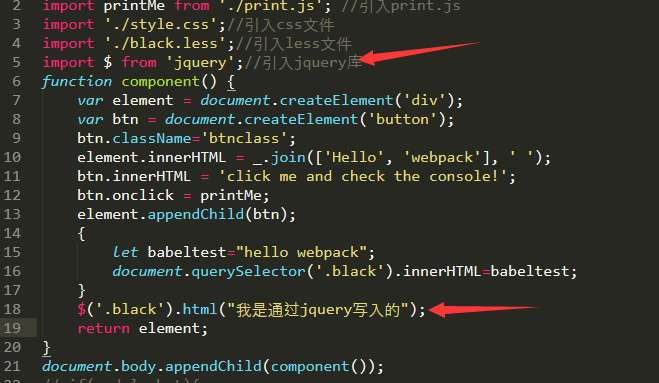 2 import printMe from './print.js'; //引入print.js
3 import './style.css';//引入css文件
4 import './black.less';//引入less文件
5 import $ from 'jquery';//引入jquery库
6 function component() {
7 var element = document.createElement('div');
8 var btn = document.createElement('button');
9 btn.className='btnclass';
10 element.innerHTML = _.join(['Hello', 'webpack'], ' ');
11 btn.innerHTML = 'click me and check the console!';
12 btn.onclick = printMe;
13 element.appendChild(btn);
14 {
15 let babeltest="hello webpack";
16 document.querySelector('.black').innerHTML=babeltest;
17 }
18 $('.black').html("我是通过jquery写入的");
19 return element;
20 }
21 document.body.appendChild(component());